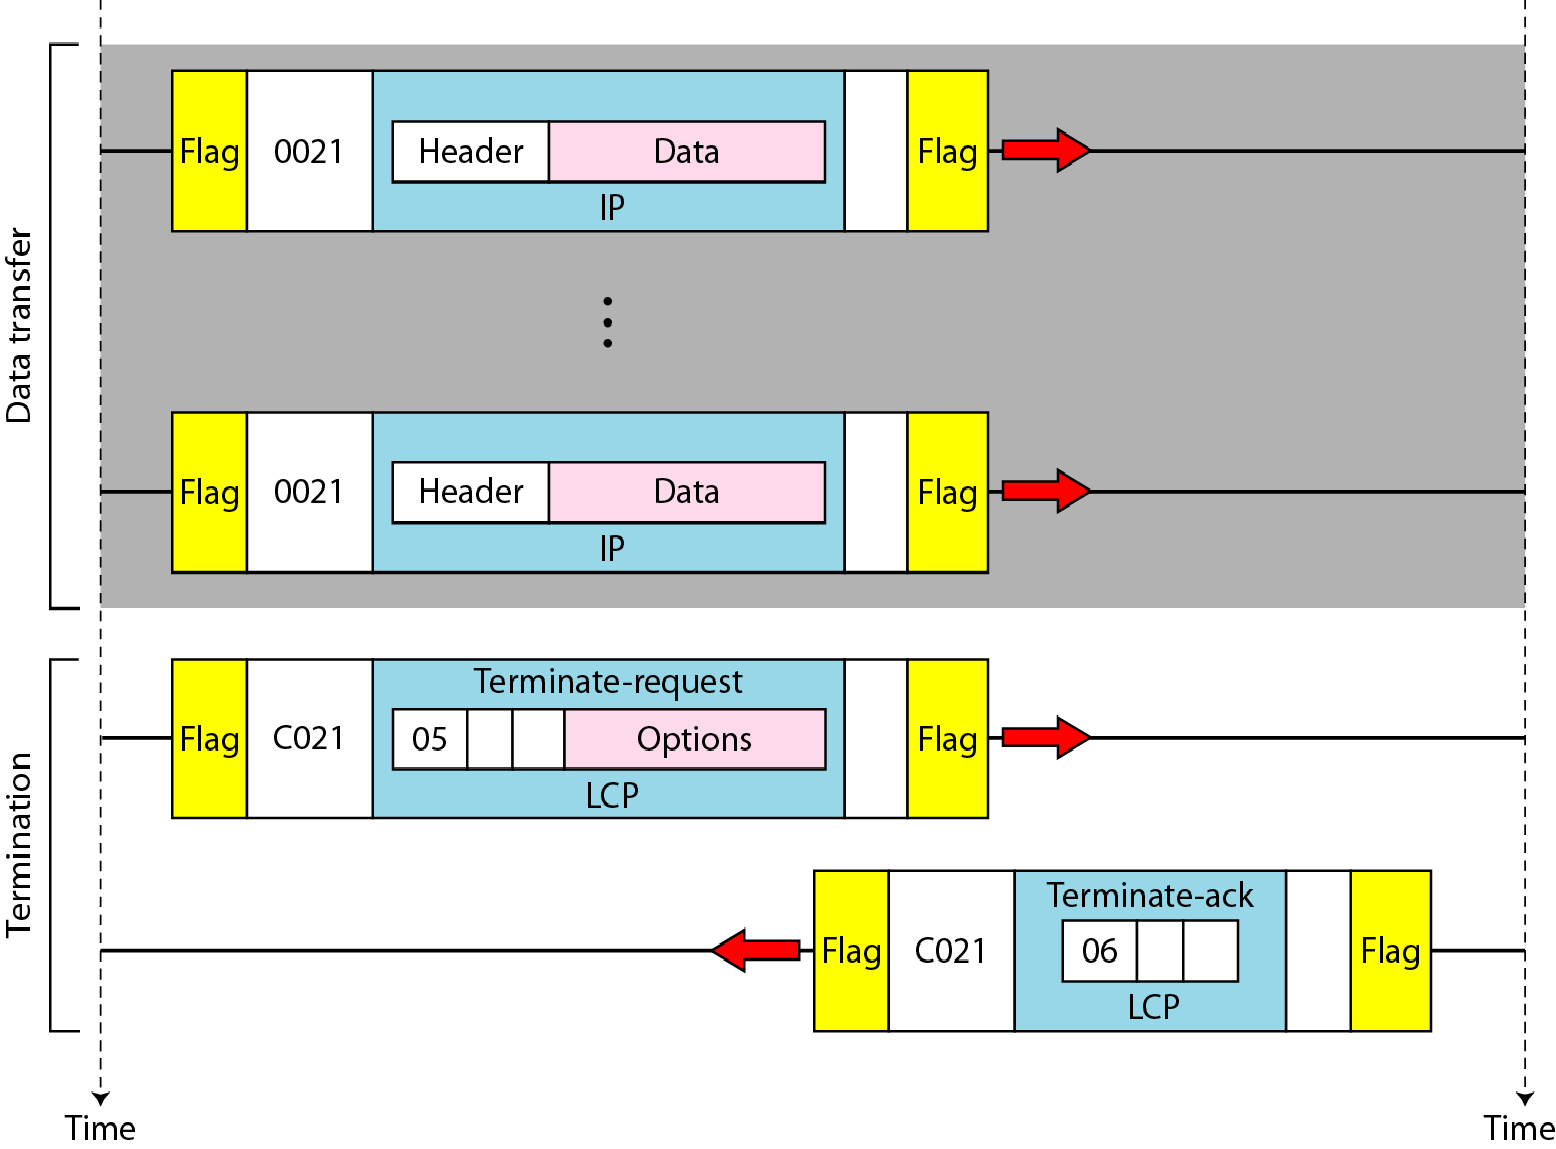 Data transfer
Flag 0021 Header Data Flag
IP
Flag 0021 Header Data Flag
IP
Termination
Terminate-request
Flag C021 05 Options Flag
LCP
Terminate-ack
Flag C021 06 Flag
LCP
Time Time